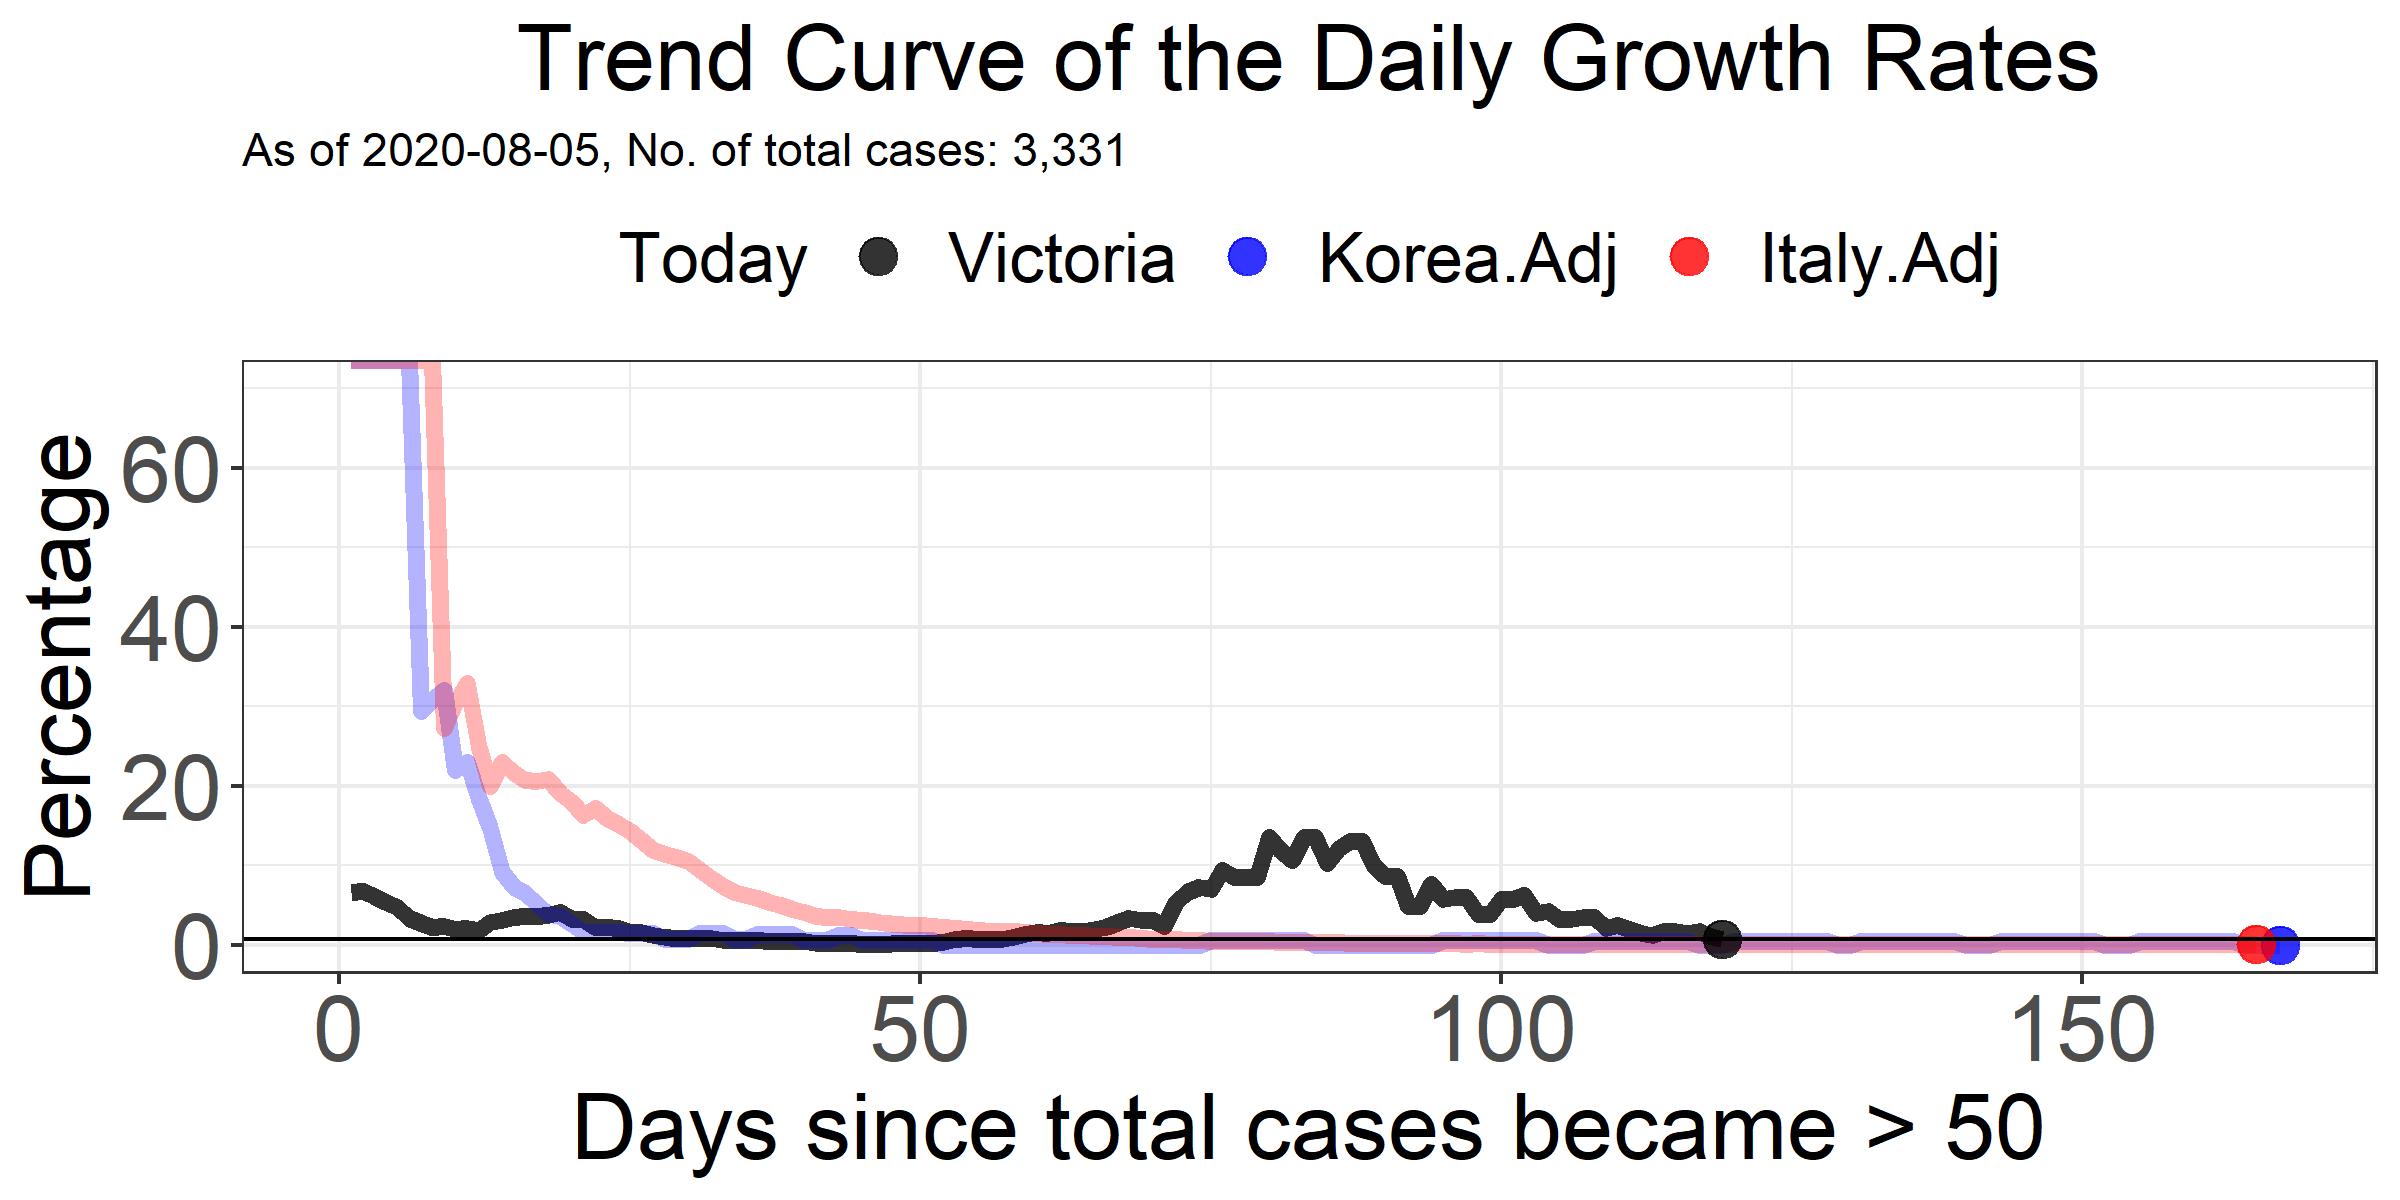 Trend Curve of the Daily Growth Rates
As of 2020-08-05, No. of total cases: 3,331
Today Victoria Korea.Adj Italy.Adj
Percentage
60
40
20
0
0 50 100 150
Days since total cases became > 50